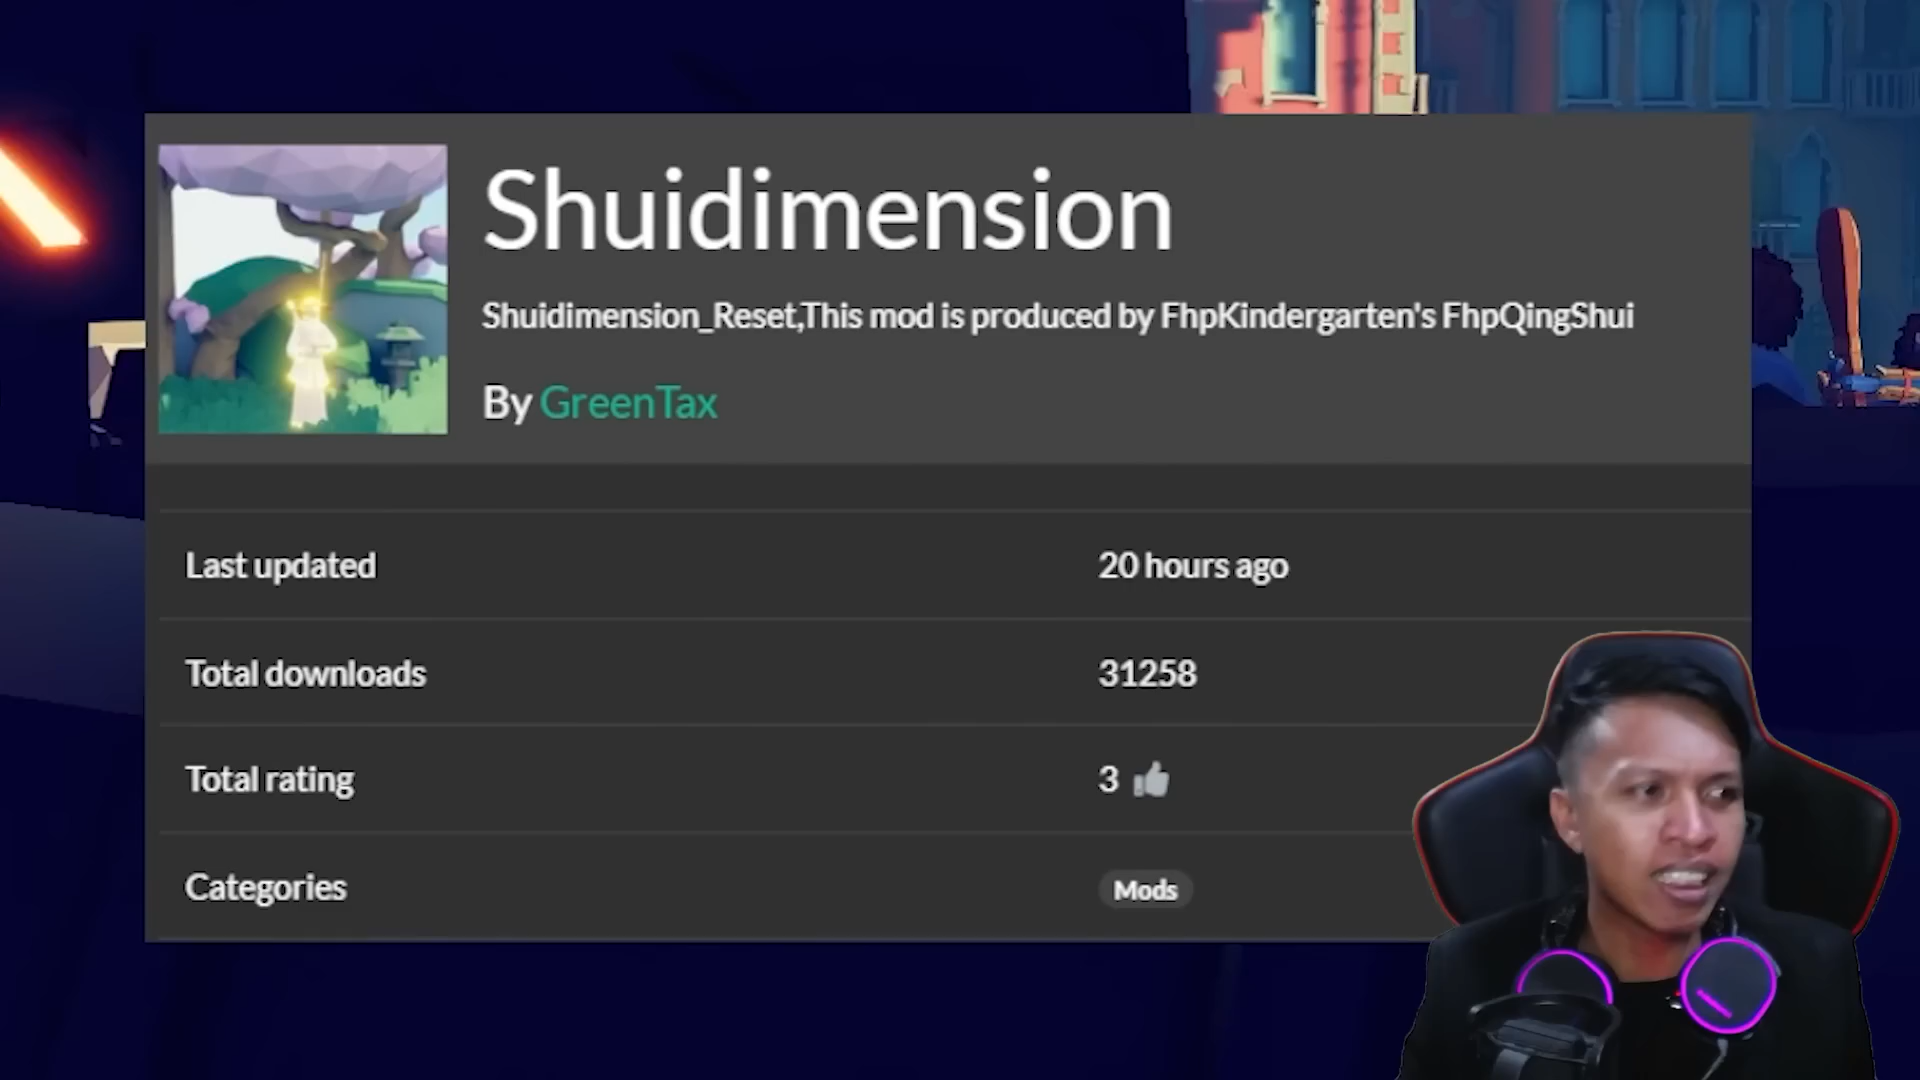 Shuidimension
Shuidimension_Reset,This mod is produced by FhpKindergarten's FhpQingShui
By GreenTax
Last updated 20 hours ago
Total downloads 31258
Total rating 3
Categories Mods